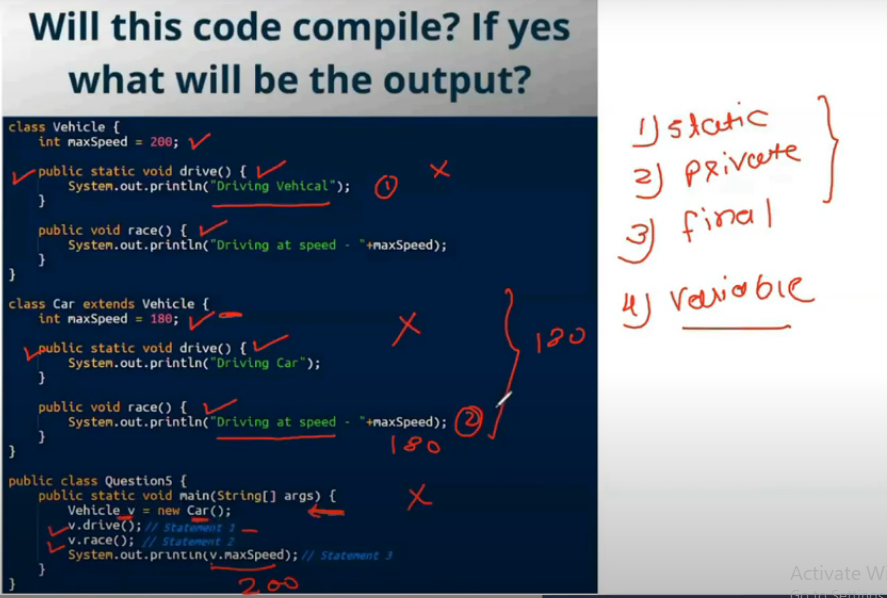 Will this code compile? If yes
what will be the output?
class Vehicle {
int maxSpeed = 200;
public static void drive() {
System.out.println("Driving Vehical"); 1
}
public void race() {
System.out.println("Driving at speed - "+maxSpeed);
}
}
class Car extends Vehicle {
int maxSpeed = 180;
public static void drive() {
System.out.println("Driving Car");
}
public void race() {
System.out.println("Driving at speed - "+maxSpeed); 2
180
}
}
180
public class Question5 {
public static void main(String[] args) {
Vehicle v = new Car();
v.drive(); // Statement 1
v.race(); // Statement 2
System.out.println(v.maxSpeed); // Statement 3
200
}
}
1) static
2) private
3) final
4) variable
Activate W